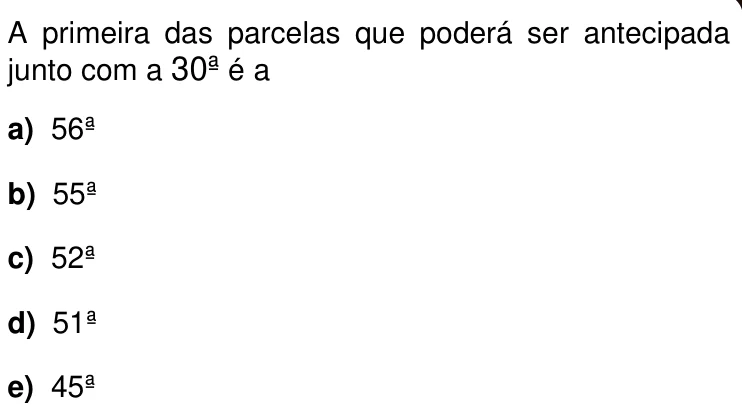 A primeira das parcelas que poderá ser antecipada
junto com a 30ª é a
a) 56ª
b) 55ª
c) 52ª
d) 51ª
e) 45ª